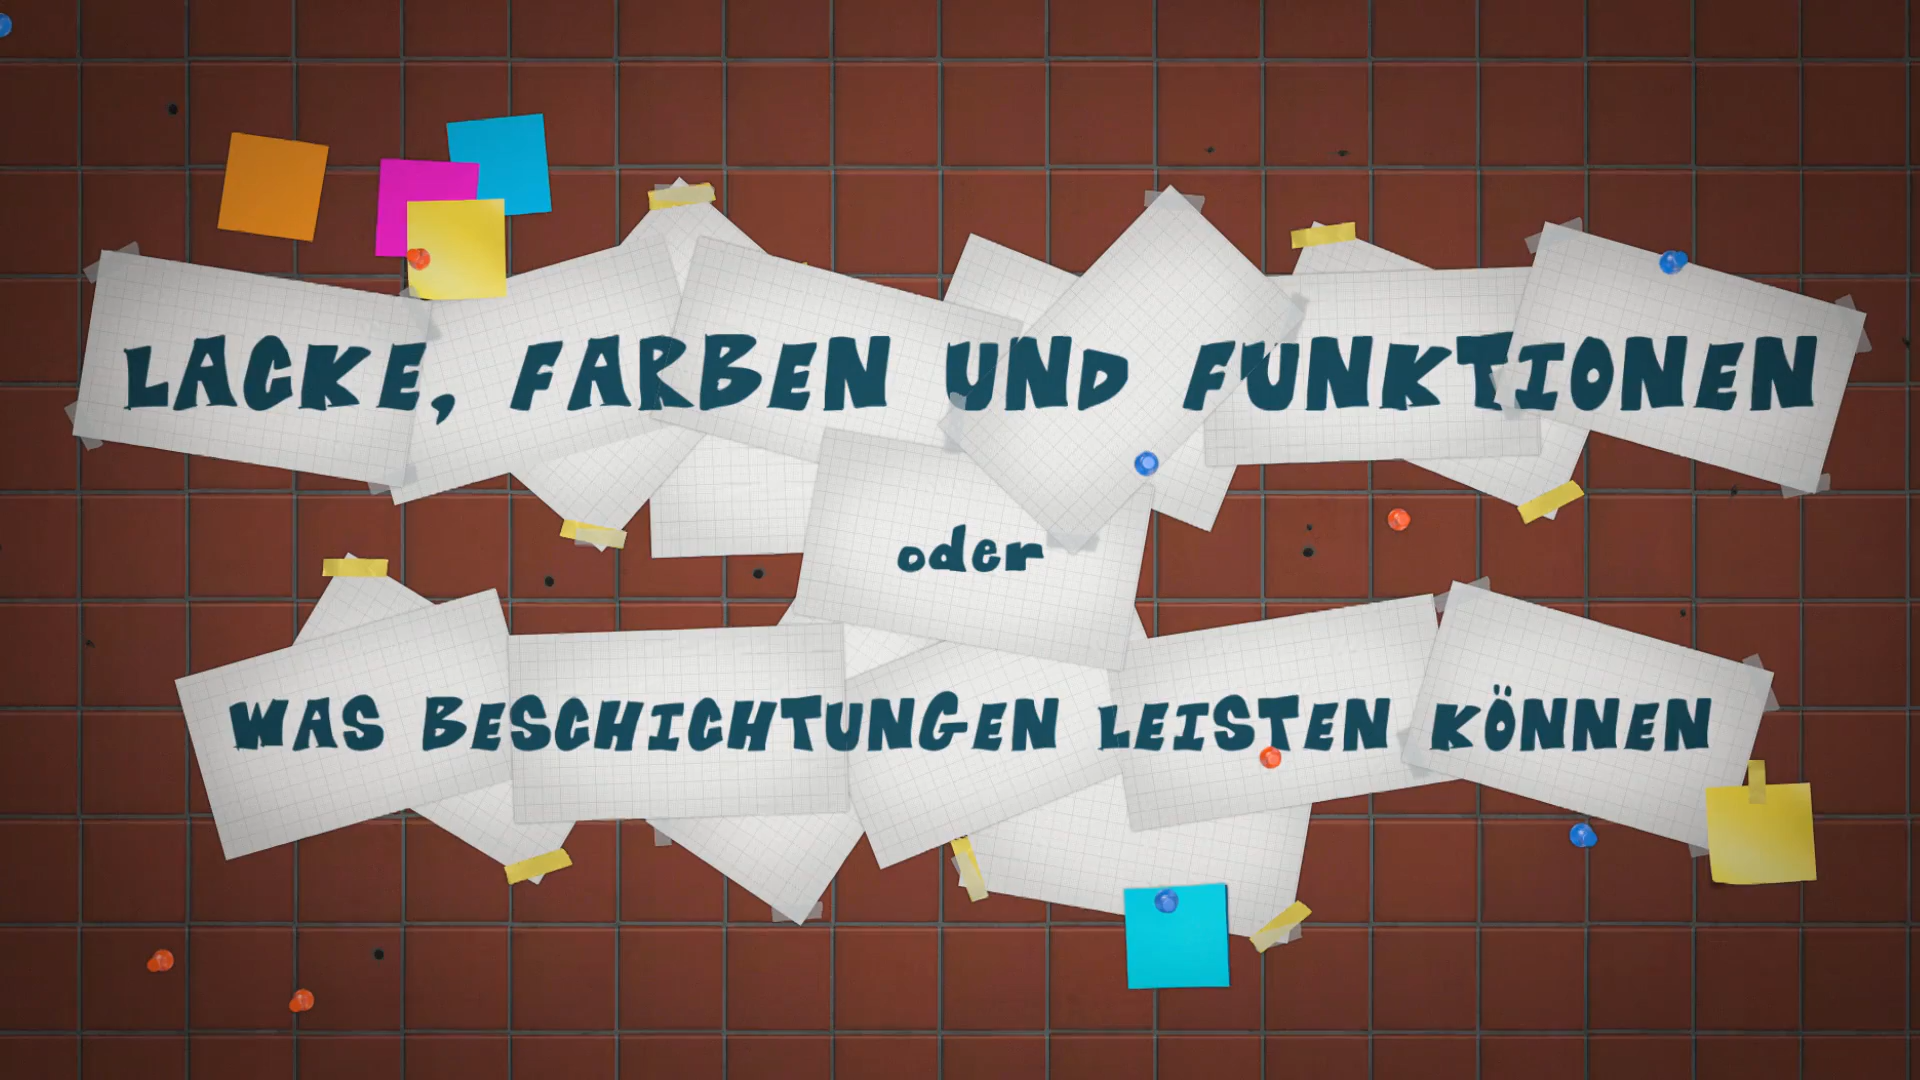 LACKE, FARBEN UND FUNKTIONEN
oder
WAS BESCHICHTUNGEN LEISTEN KÖNNEN